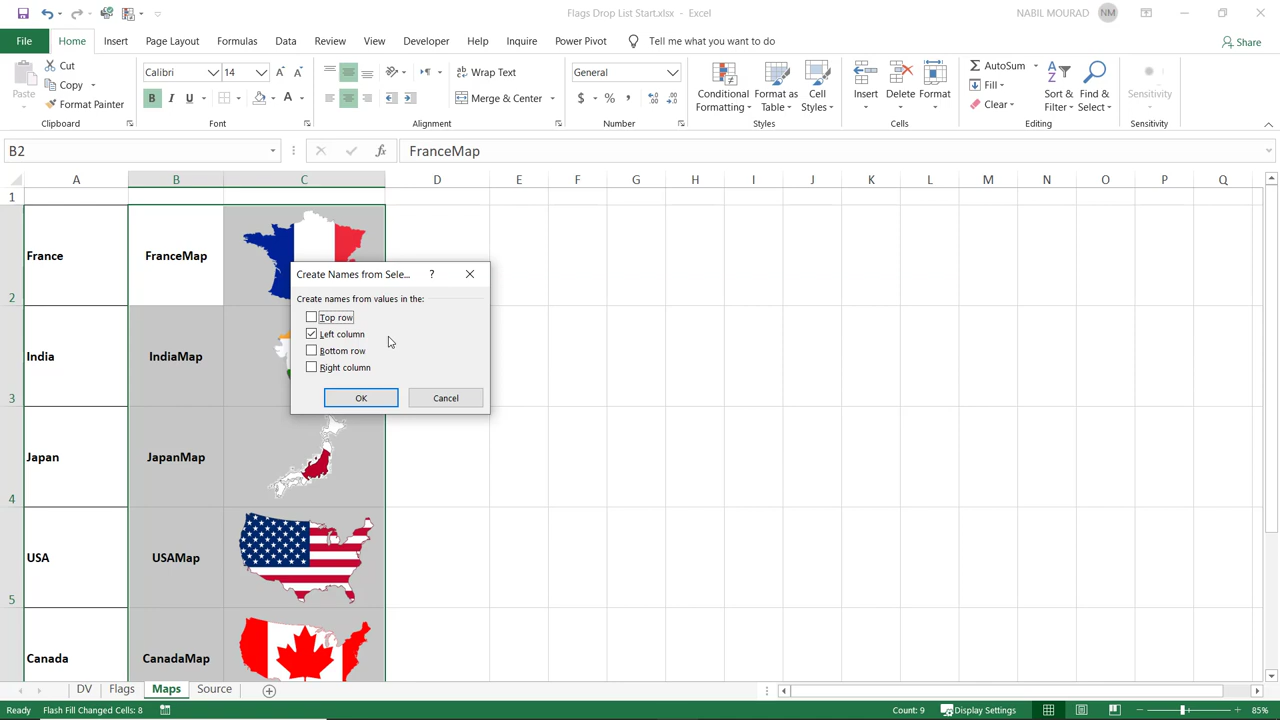 Flags Drop List Start.xlsx - Excel
NABIL MOURAD NM
File Home Insert Page Layout Formulas Data Review View Developer Help Inquire Power Pivot Tell me what you want to do Share
Paste
Cut
Copy
Format Painter
Clipboard
Calibri 14
B I U
Font
Wrap Text
Merge & Center
Alignment
General
$ % ,
Number
Conditional Formatting
Format as Table
Cell Styles
Styles
Insert Delete Format
Cells
AutoSum
Fill
Clear
Sort & Filter
Find & Select
Editing
Sensitivity
Sensitivity
B2 fx FranceMap
A B C D E F G H I J K L M N O P Q
1
2 France FranceMap
3 India IndiaMap
4 Japan JapanMap
5 USA USAMap
Canada CanadaMap
Create Names from Sele... ?
Create names from values in the:
Top row
Left column
Bottom row
Right column
OK Cancel
DV Flags Maps Source
Ready Flash Fill Changed Cells: 8 Count: 9 Display Settings 85%